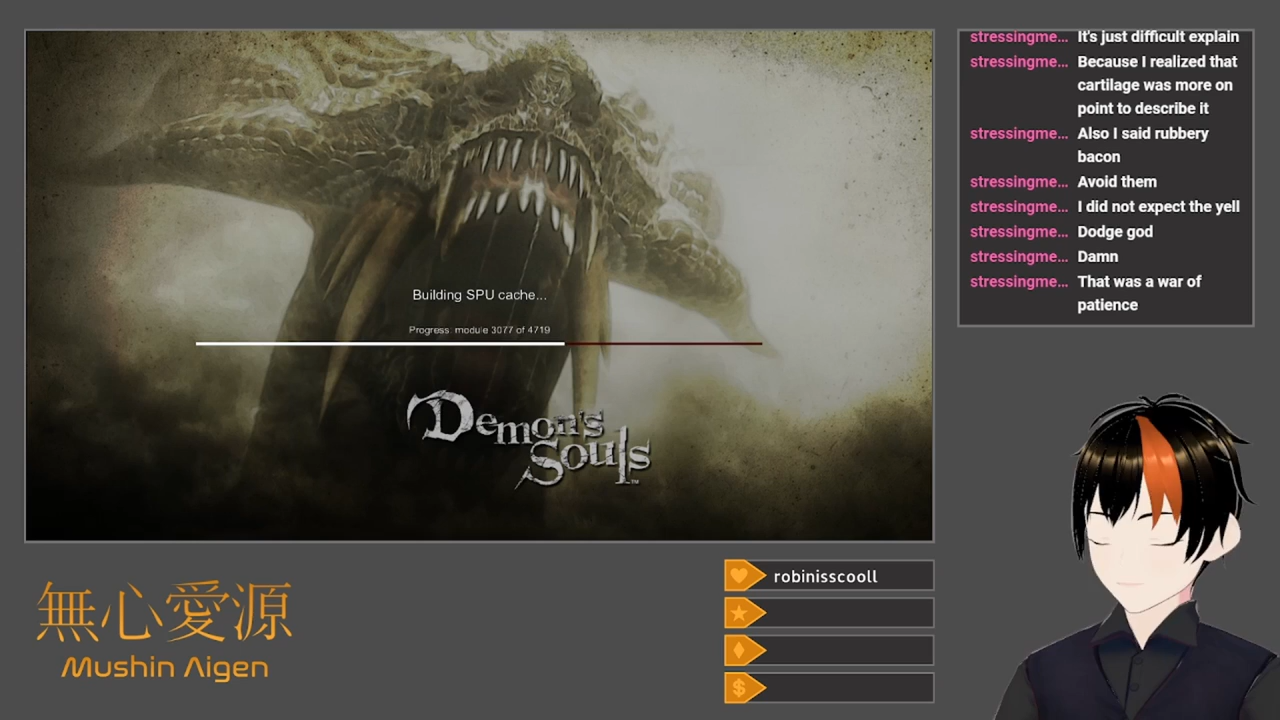 Building SPU cache...
Progress: module 3077 of 4719
Demon's
Souls
TM
stressingme... It's just difficult explain
stressingme... Because I realized that
cartilage was more on
point to describe it
stressingme... Also I said rubbery
bacon
stressingme... Avoid them
stressingme... I did not expect the yell
stressingme... Dodge god
stressingme... Damn
stressingme... That was a war of
patience
無心愛源
Mushin Aigen
robinisscooll
$